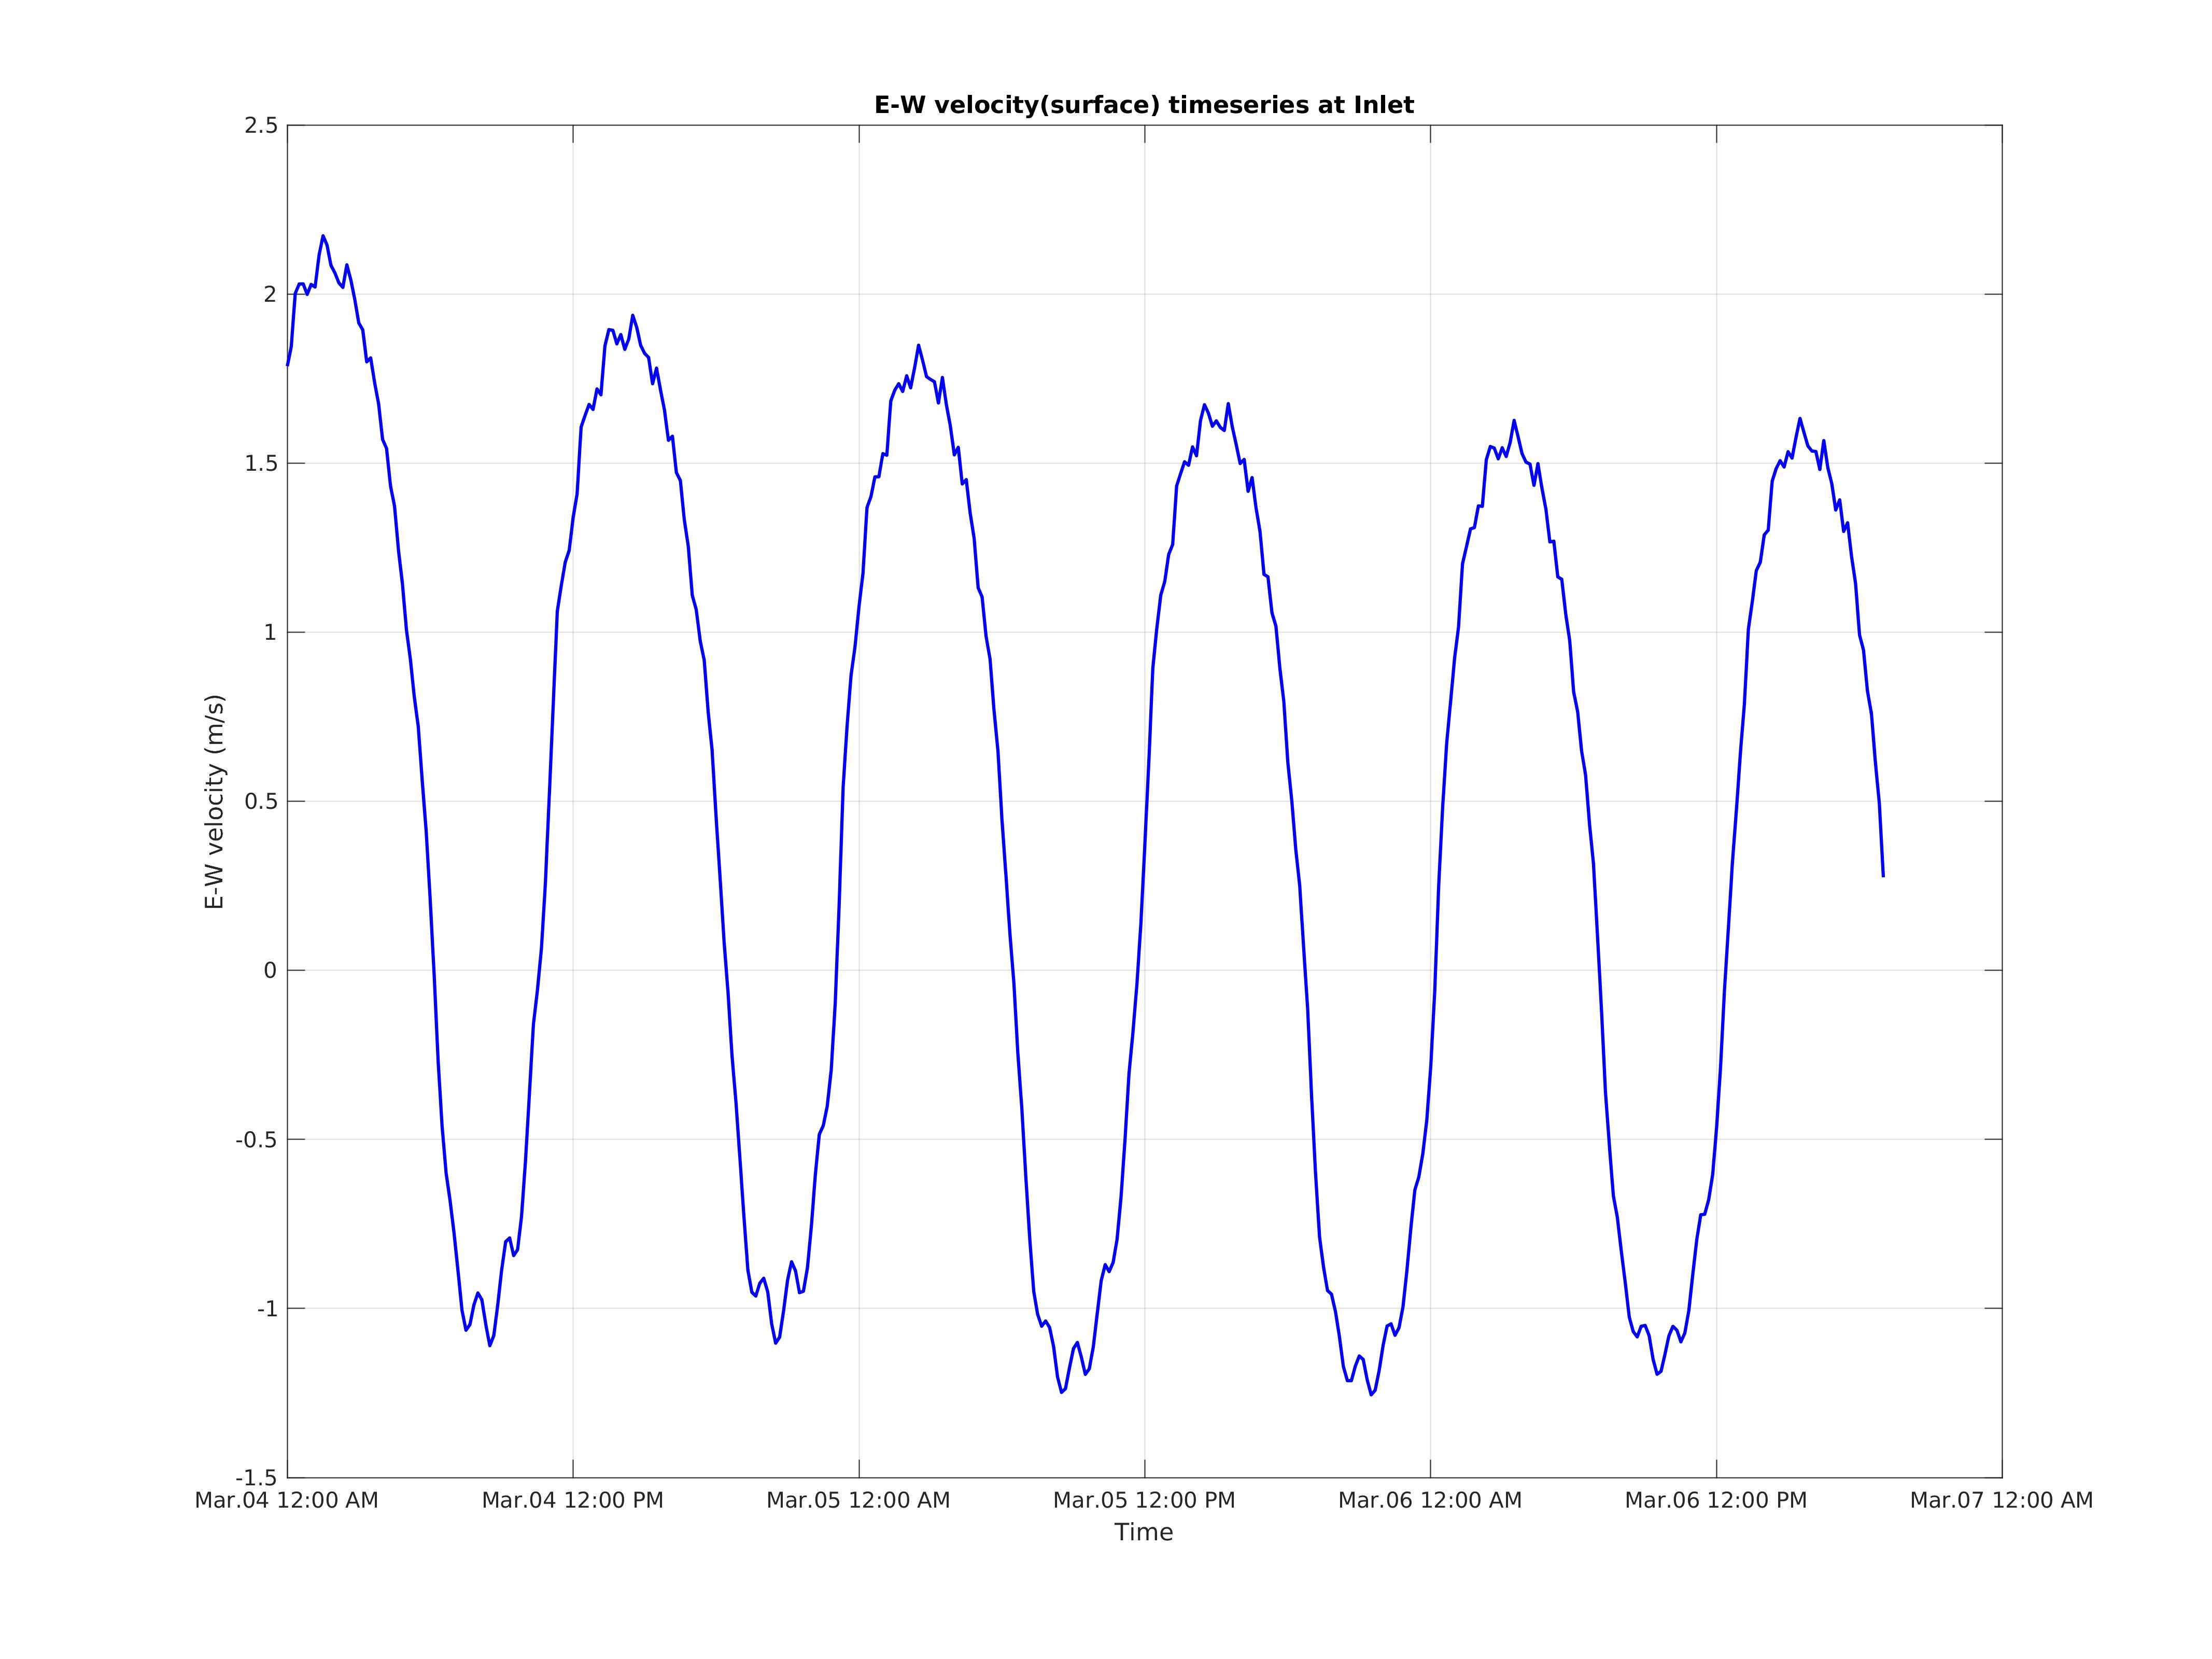 E-W velocity(surface) timeseries at Inlet
E-W velocity (m/s)
2.5
2
1.5
1
0.5
0
-0.5
-1
-1.5
Mar.04 12:00 AM
Mar.04 12:00 PM
Mar.05 12:00 AM
Mar.05 12:00 PM
Mar.06 12:00 AM
Mar.06 12:00 PM
Mar.07 12:00 AM
Time